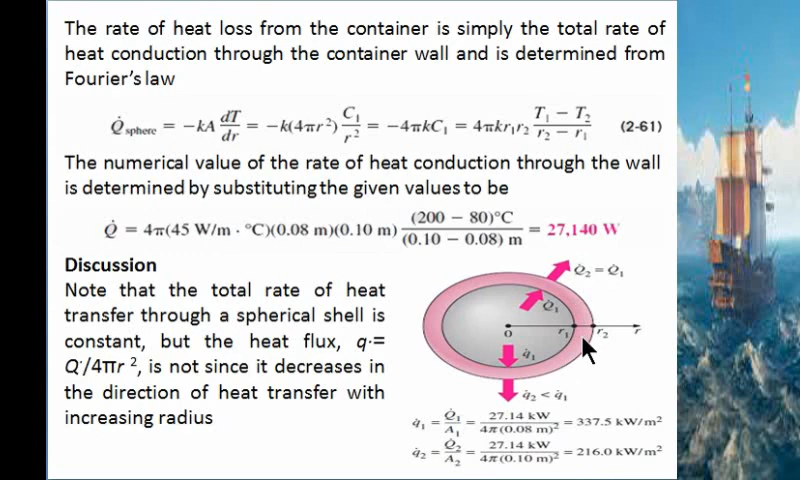 The rate of heat loss from the container is simply the total rate of
heat conduction through the container wall and is determined from
Fourier's law
Q̇sphere = −kA dT/dr = −k(4πr²) C₁/r² = −4πkC₁ = 4πkr₁r₂ (T₁ − T₂)/(r₂ − r₁) (2-61)
The numerical value of the rate of heat conduction through the wall
is determined by substituting the given values to be
Q̇ = 4π(45 W/m · °C)(0.08 m)(0.10 m) (200 − 80)°C/(0.10 − 0.08) m = 27,140 W
Discussion
Note that the total rate of heat
transfer through a spherical shell is
constant, but the heat flux, q·=
Q·/4πr ², is not since it decreases in
the direction of heat transfer with
increasing radius
Q̇₂ = Q̇₁
Q̇₁
0 r₁ r₂ r
q̇₁
q̇₂ < q̇₁
q̇₁ = Q̇₁/A₁ = 27.14 kW/4π(0.08 m)² = 337.5 kW/m²
q̇₂ = Q̇₂/A₂ = 27.14 kW/4π(0.10 m)² = 216.0 kW/m²